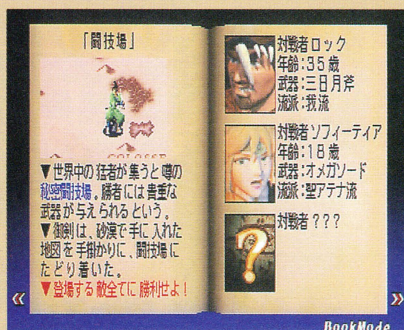 「闘技場」
COLOSSE
▼世界中の狂者が集うと噂の
秘密闘技場。勝者には貴重な
武器が与えられるという。
▼御剣は、砂漠で手に入れた
地図を手掛かりに、闘技場に
たどり着いた。
▼登場する敵全てに勝利せよ!
対戦者ロック
年齢:35歳
武器:三日月斧
流派:我流
対戦者ソフィーティア
年齢:18歳
武器:オメガソード
流派:聖アテナ流
対戦者???
?
«
»
BookMode